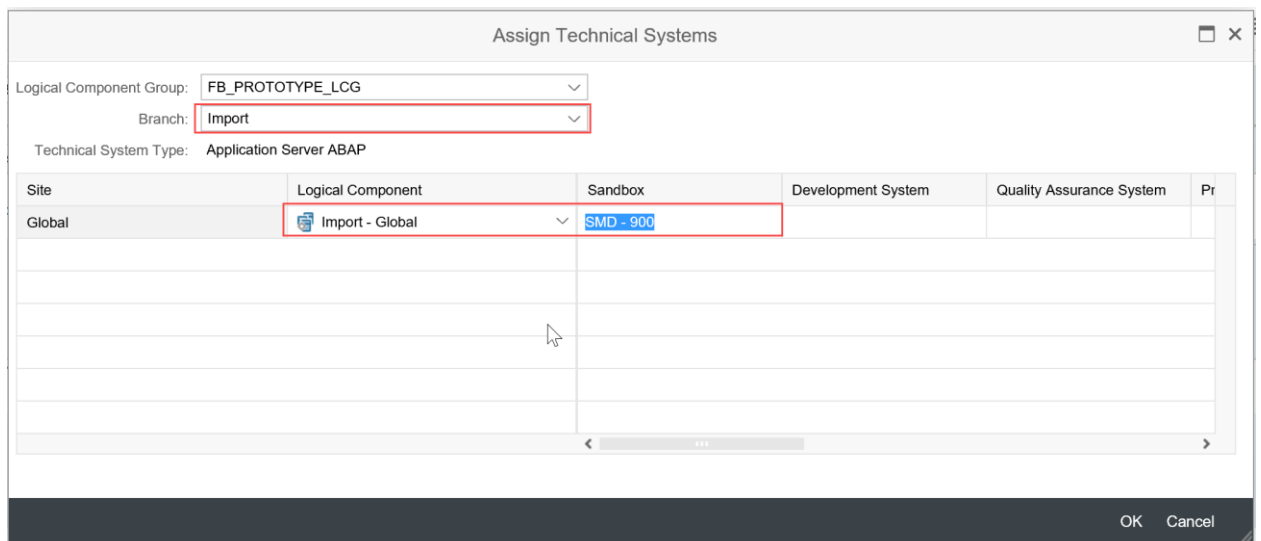 Assign Technical Systems
Logical Component Group: FB_PROTOTYPE_LCG
Branch: Import
Technical System Type: Application Server ABAP
Site Logical Component Sandbox Development System Quality Assurance System Pr
Global Import - Global SMD - 900
OK Cancel